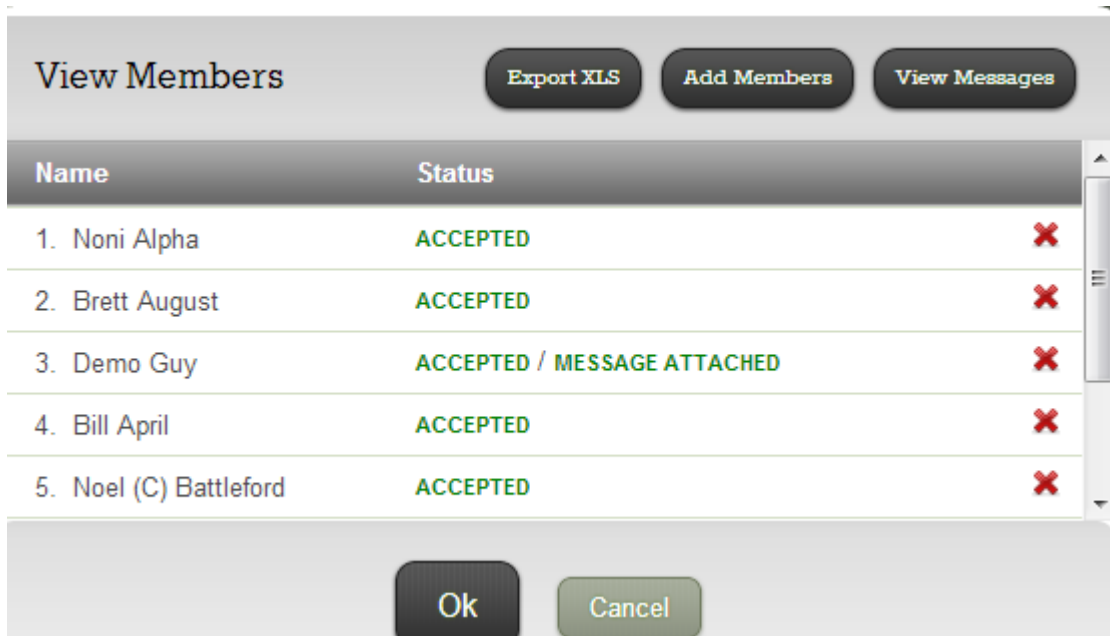 View Members Export XLS Add Members View Messages
Name Status
1. Noni Alpha ACCEPTED
2. Brett August ACCEPTED
3. Demo Guy ACCEPTED / MESSAGE ATTACHED
4. Bill April ACCEPTED
5. Noel (C) Battleford ACCEPTED
Ok Cancel